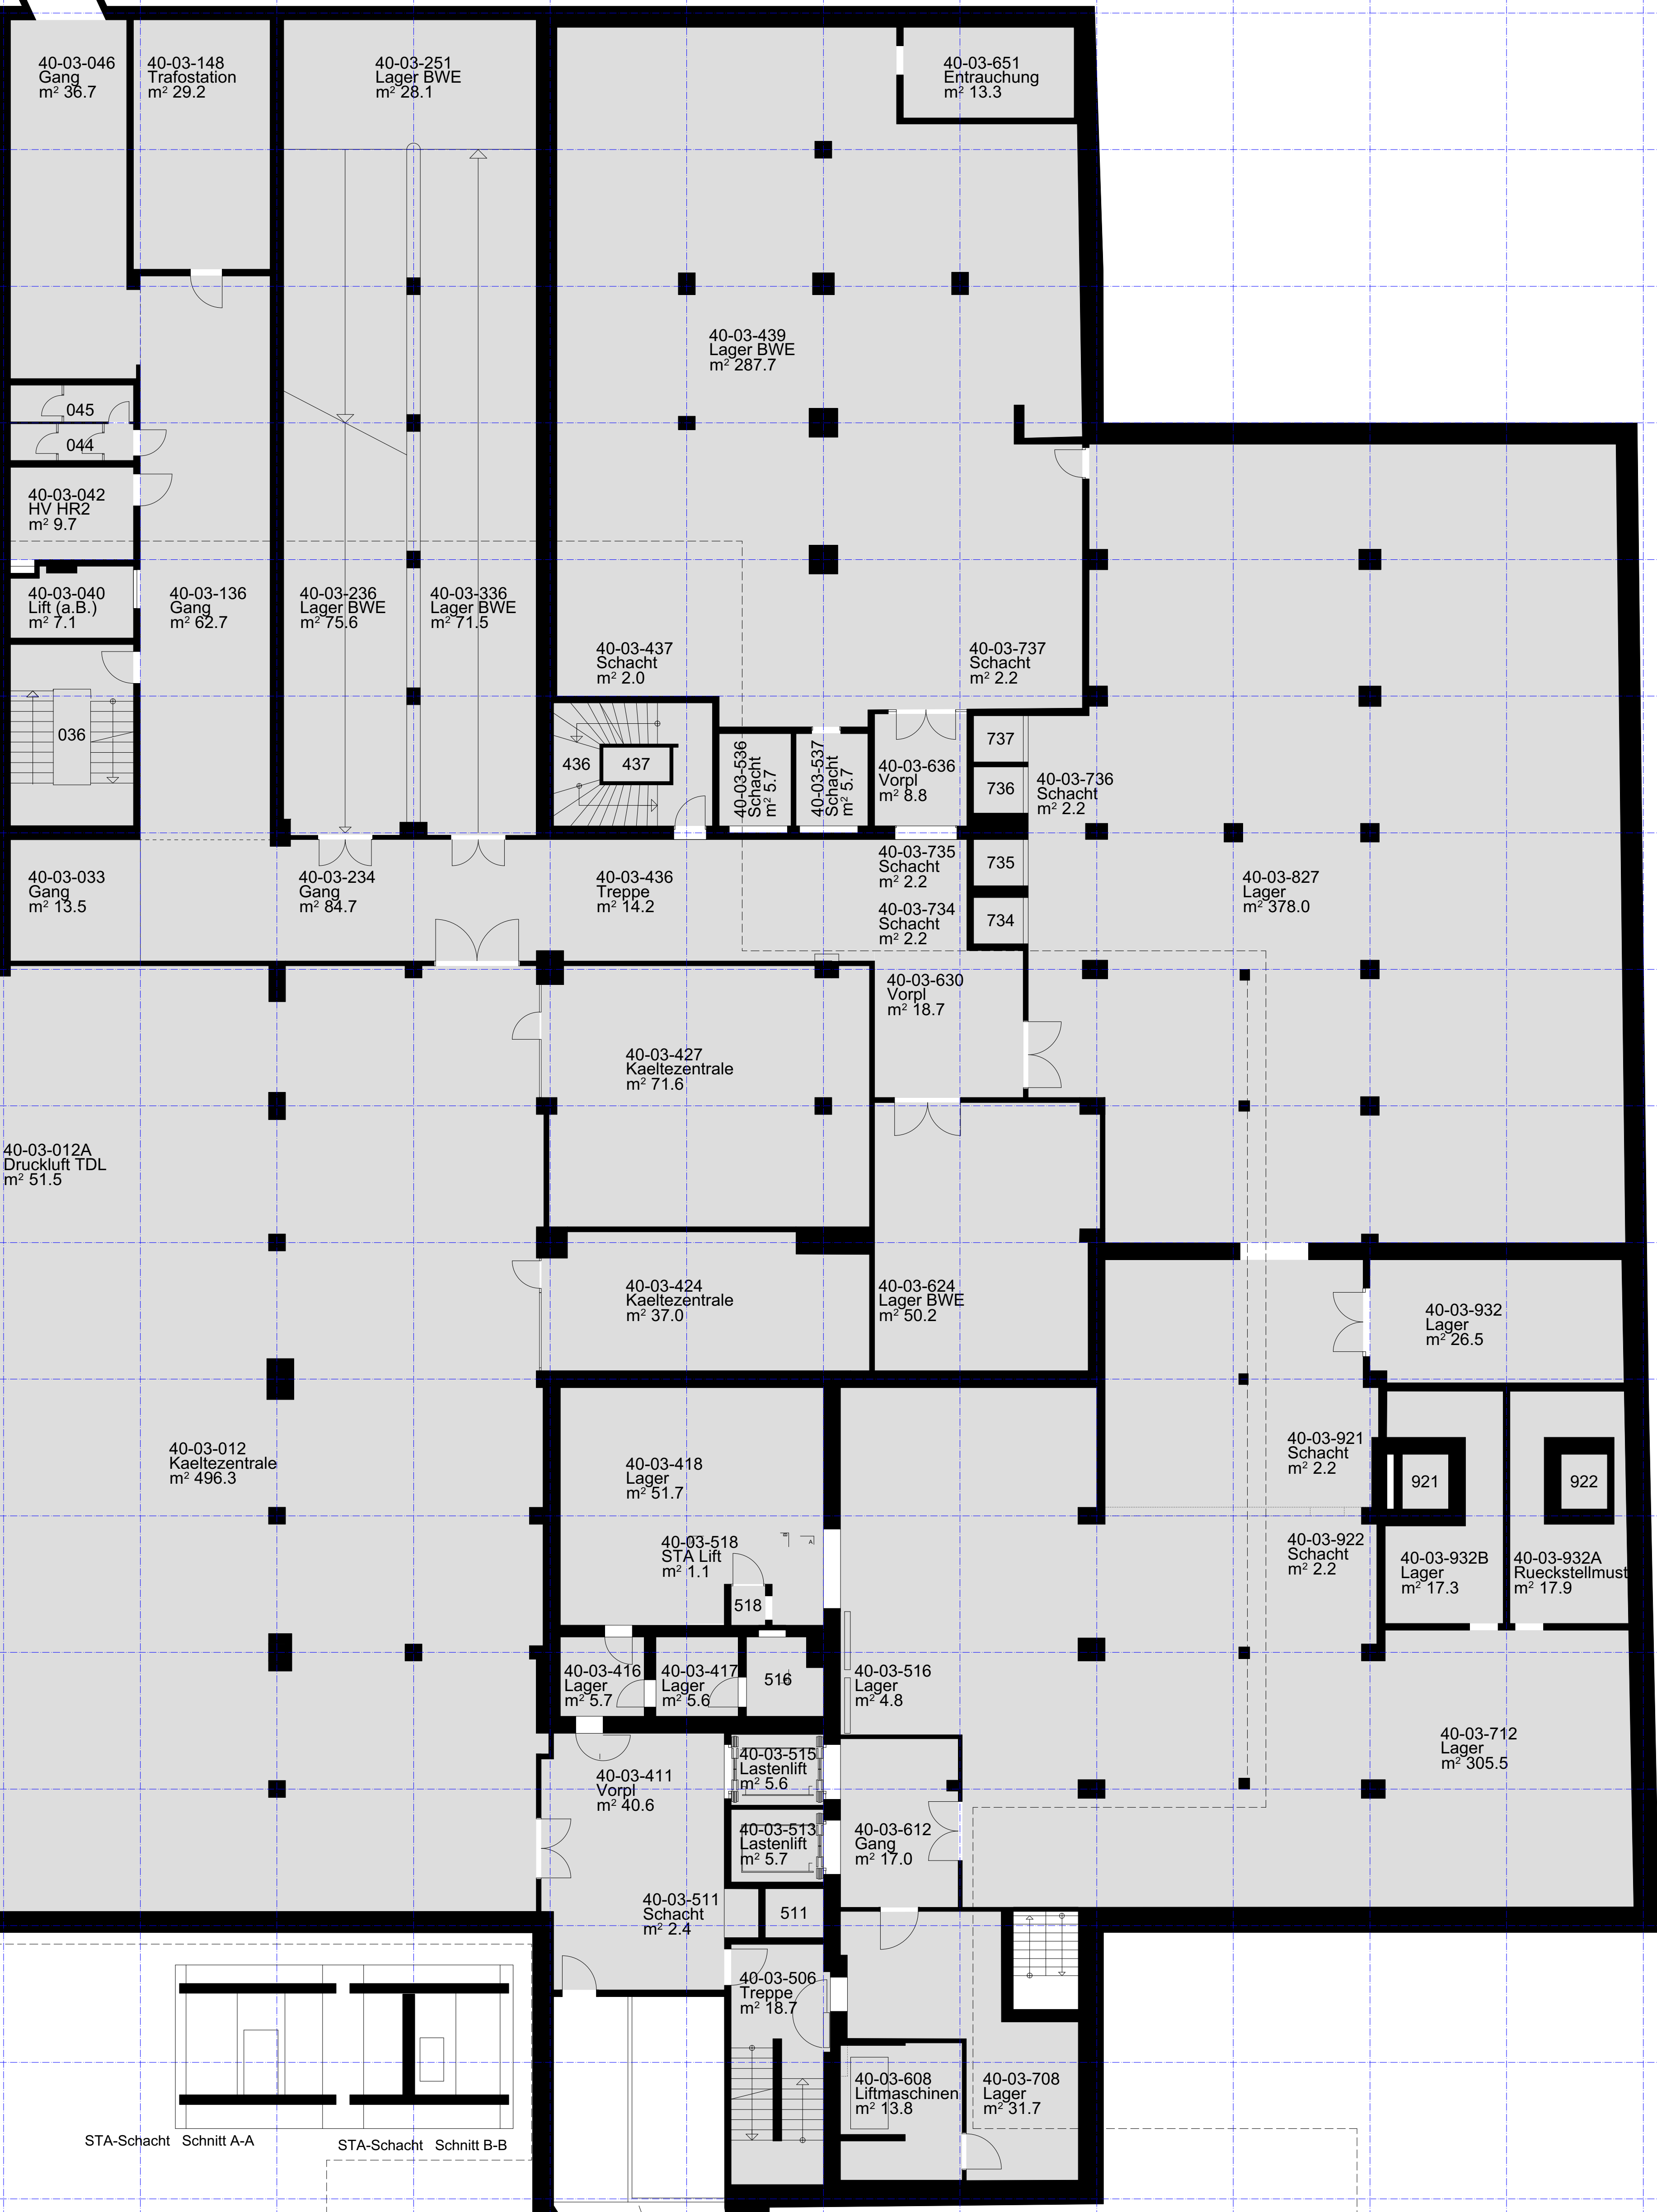 40-03-046
Gang
m² 36.7
40-03-148
Trafostation
m² 29.2
40-03-251
Lager BWE
m² 28.1
40-03-651
Entrauchung
m² 13.3
40-03-439
Lager BWE
m² 287.7
045
044
40-03-042
HV HR2
m² 9.7
40-03-040
Lift (a.B.)
m² 7.1
40-03-136
Gang
m² 62.7
40-03-236
Lager BWE
m² 75.6
40-03-336
Lager BWE
m² 71.5
40-03-437
Schacht
m² 2.0
40-03-737
Schacht
m² 2.2
036
436
437
40-03-536
Schacht
m² 5.7
40-03-537
Schacht
m² 5.7
40-03-636
Vorpl
m² 8.8
737
736
40-03-736
Schacht
m² 2.2
40-03-033
Gang
m² 13.5
40-03-234
Gang
m² 84.7
40-03-436
Treppe
m² 14.2
40-03-735
Schacht
m² 2.2
40-03-734
Schacht
m² 2.2
735
734
40-03-827
Lager
m² 378.0
40-03-630
Vorpl
m² 18.7
40-03-427
Kaeltezentrale
m² 71.6
40-03-012A
Druckluft TDL
m² 51.5
40-03-424
Kaeltezentrale
m² 37.0
40-03-624
Lager BWE
m² 50.2
40-03-932
Lager
m² 26.5
40-03-012
Kaeltezentrale
m² 496.3
40-03-418
Lager
m² 51.7
40-03-921
Schacht
m² 2.2
921
922
40-03-518
STA Lift
m² 1.1
518
40-03-922
Schacht
m² 2.2
40-03-932B
Lager
m² 17.3
40-03-932A
Rueckstellmust
m² 17.9
40-03-416
Lager
m² 5.7
40-03-417
Lager
m² 5.6
516
40-03-516
Lager
m² 4.8
40-03-712
Lager
m² 305.5
40-03-411
Vorpl
m² 40.6
40-03-515
Lastenlift
m² 5.6
40-03-513
Lastenlift
m² 5.7
40-03-612
Gang
m² 17.0
40-03-511
Schacht
m² 2.4
511
40-03-506
Treppe
m² 18.7
40-03-608
Liftmaschinen
m² 13.8
40-03-708
Lager
m² 31.7
STA-Schacht Schnitt A-A
STA-Schacht Schnitt B-B